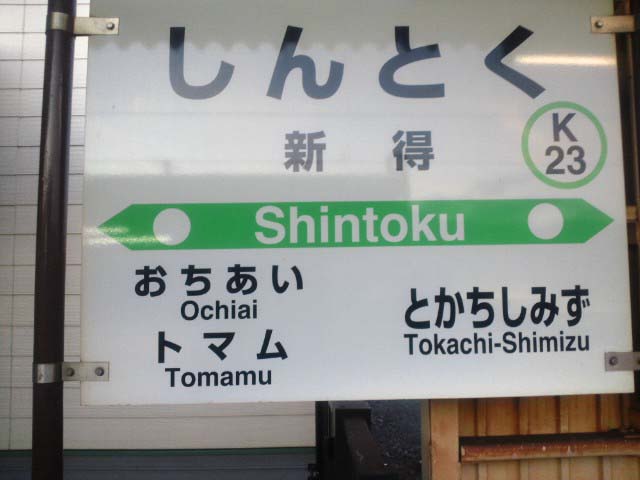 しんとく
新得
K
23
Shintoku
おちあい
Ochiai
トマム
Tomamu
とかちしみず
Tokachi-Shimizu